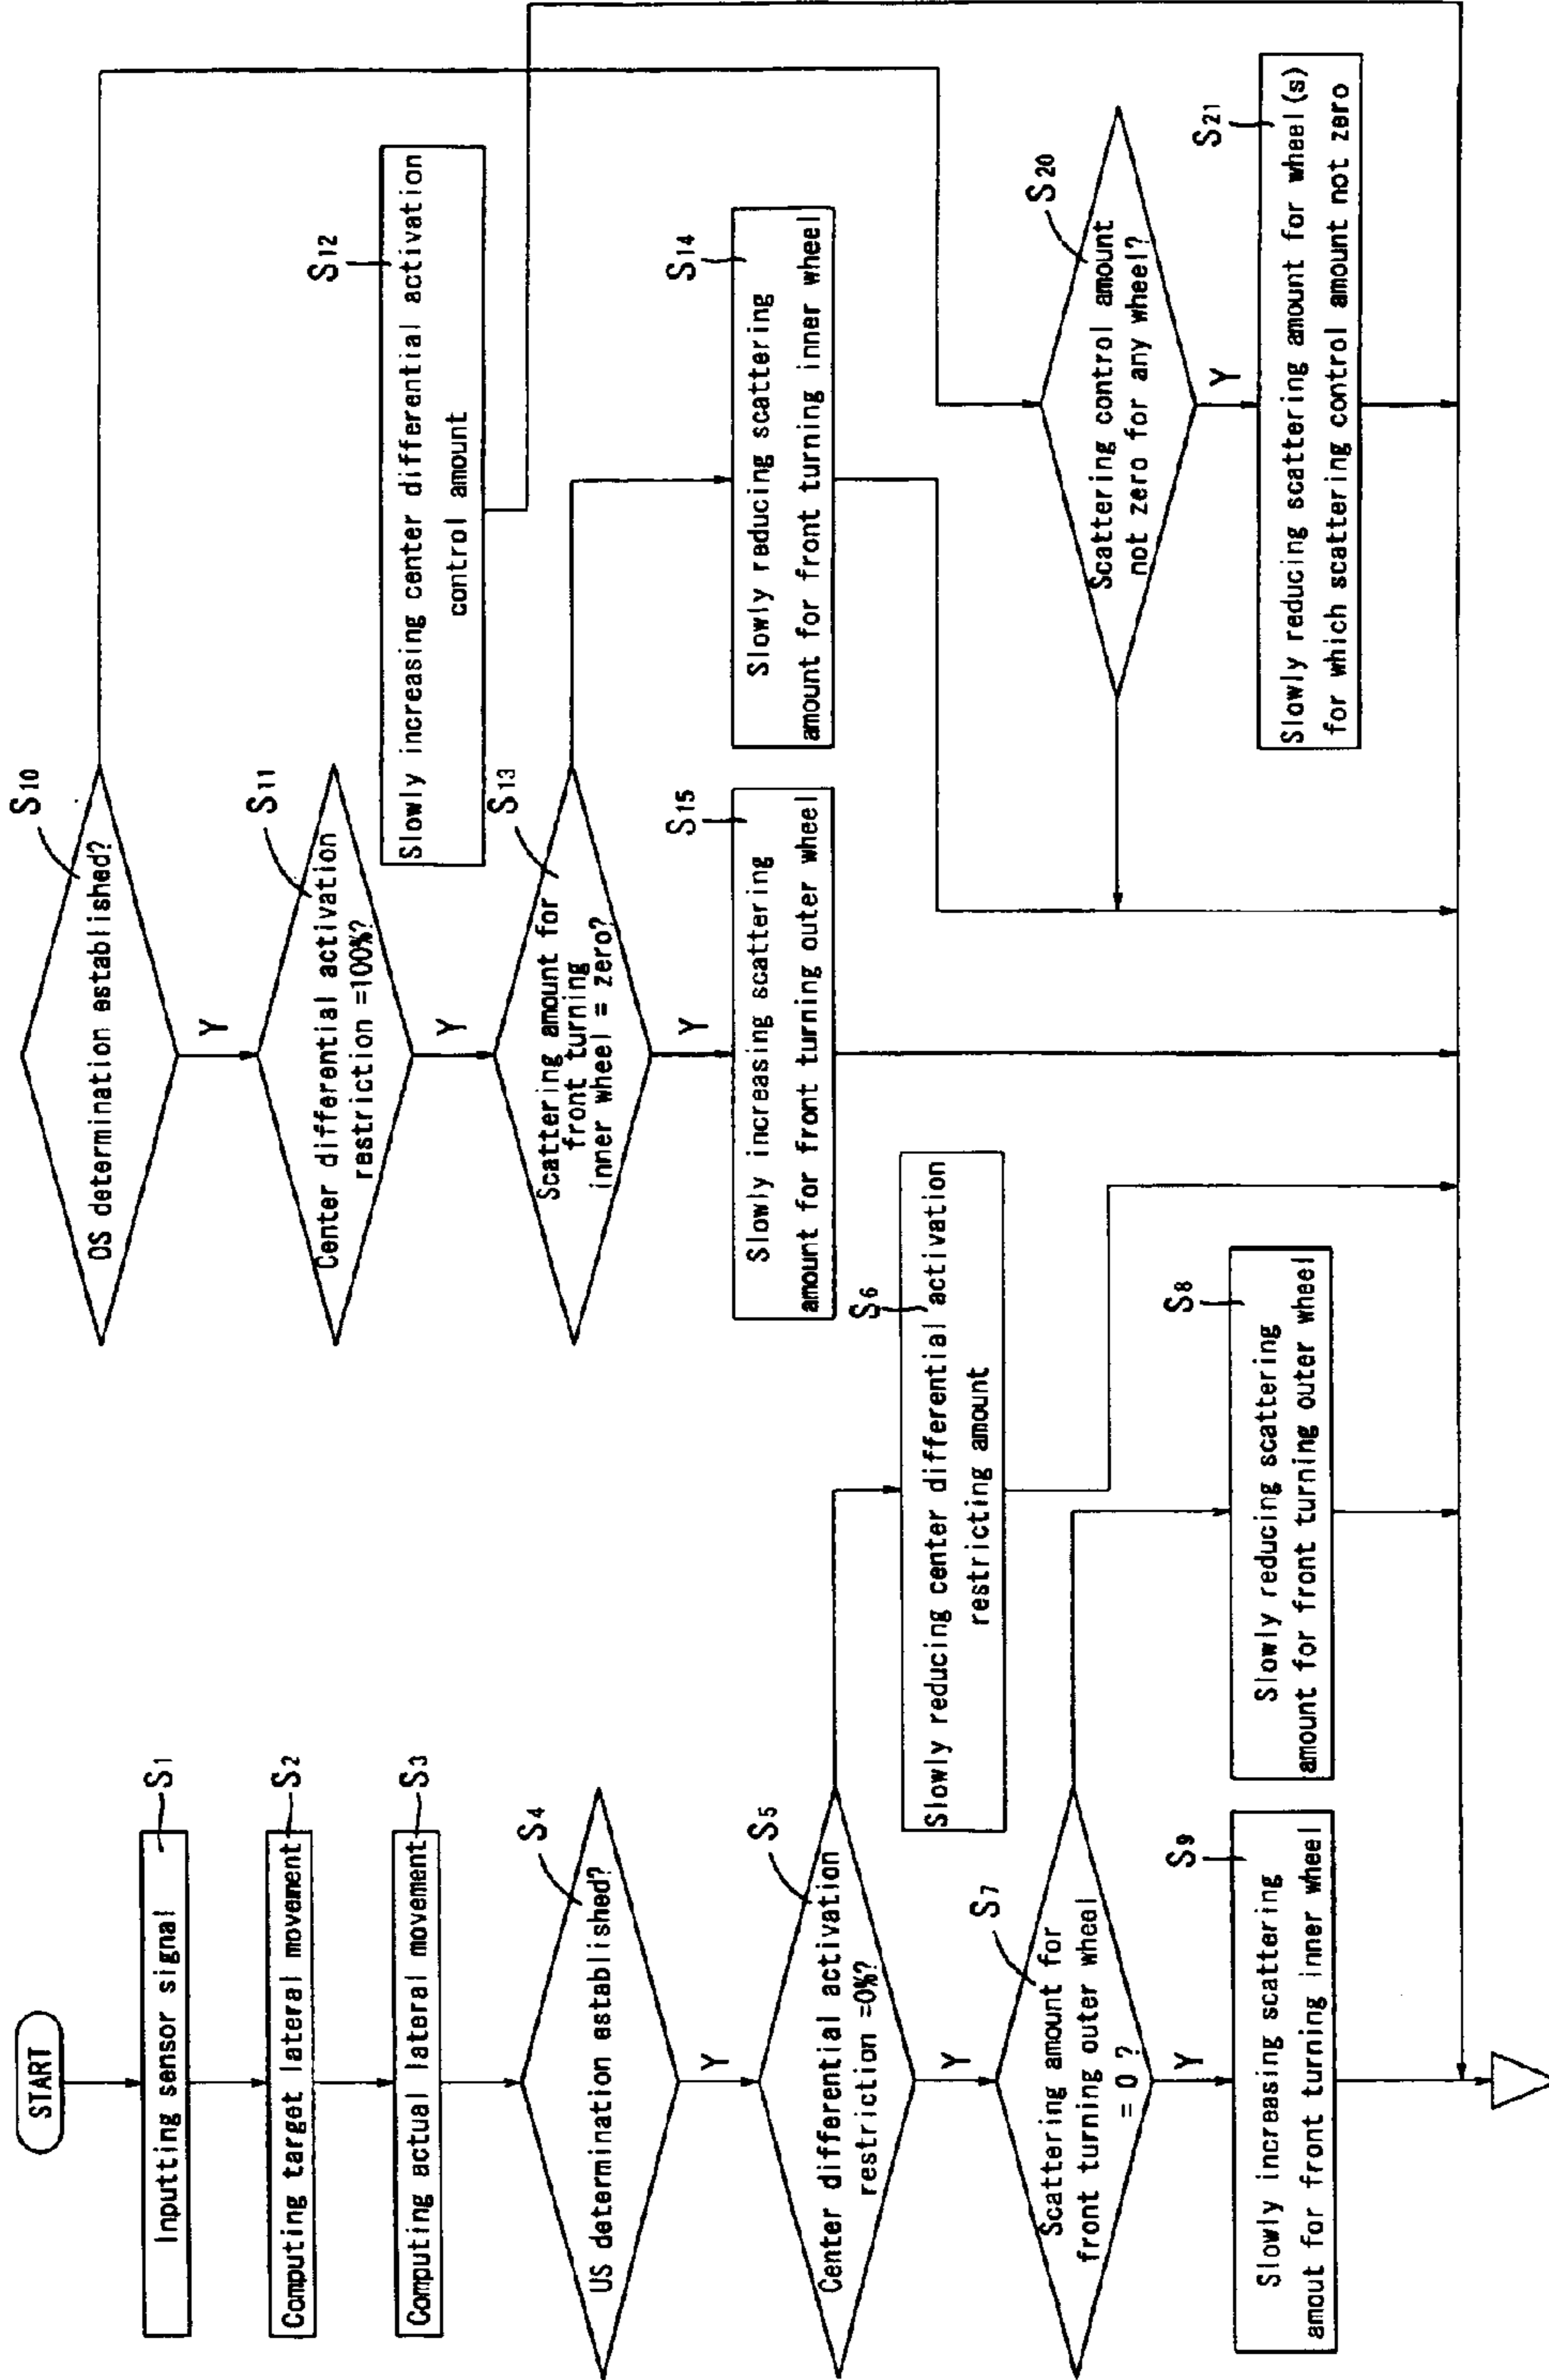 START
Inputting sensor signal
S1
Computing target lateral movement
S2
Computing actual lateral movement
S3
US determination established?
S4
Y
Center differential activation
restriction =0%?
S5
Y
Slowly reducing center differential activation
restricting amount
S6
Scattering amount for
front turning outer wheel
= 0 ?
S7
Y
Slowly reducing scattering
amount for front turning outer wheel
S8
Slowly increasing scattering
amout for front turning inner wheel
S9
OS determination established?
S10
Y
Center differential activation
restriction =100%?
S11
Y
Slowly increasing center differential activation
control amount
S12
Scattering amount for
front turning
inner wheel = zero?
S13
Y
Slowly reducing scattering
amount for front turning inner wheel
S14
Slowly increasing scattering
amount for front turning outer wheel
S15
Scattering control amount
not zero for any wheel?
S20
Y
Slowly reducing scattering amount for wheel(s)
for which scattering control amount not zero
S21